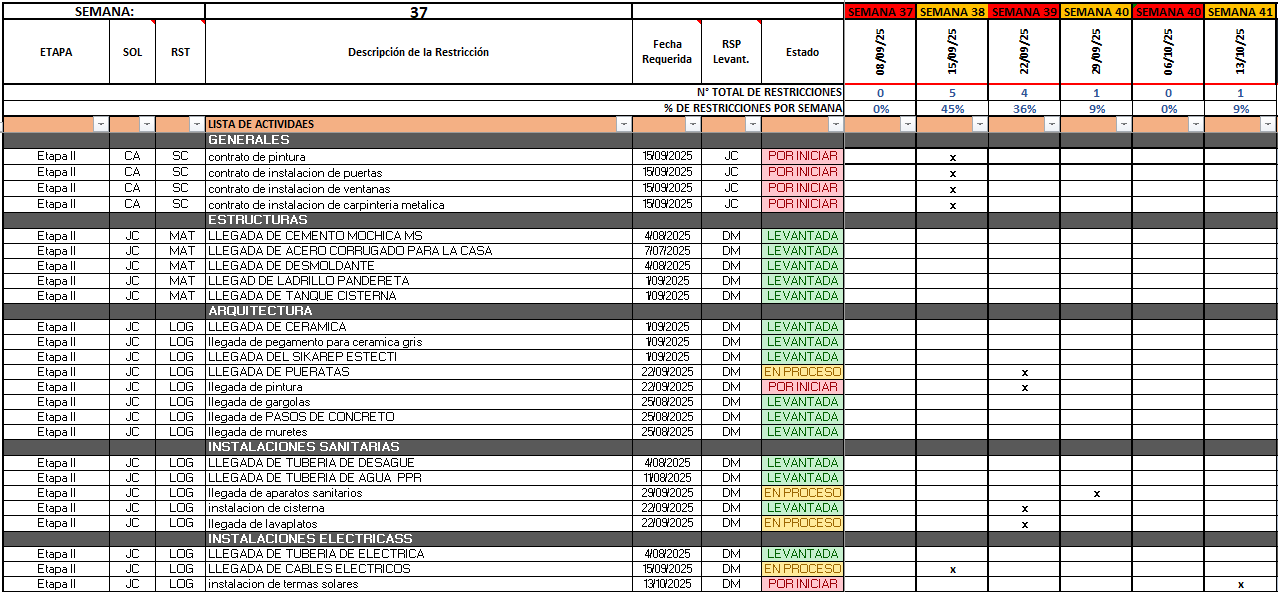 SEMANA: 37 SEMANA 37 SEMANA 38 SEMANA 39 SEMANA 40 SEMANA 40 SEMANA 41
ETAPA SOL RST Descripción de la Restricción Fecha Requerida RSP Levant. Estado 08/09/25 15/09/25 22/09/25 29/09/25 06/10/25 13/10/25
N° TOTAL DE RESTRICCIONES 0 5 4 1 0 1
% DE RESTRICCIONES POR SEMANA 0% 45% 36% 9% 0% 9%
LISTA DE ACTIVIDAES
GENERALES
Etapa II CA SC contrato de pintura 15/09/2025 JC POR INICIAR x
Etapa II CA SC contrato de instalacion de puertas 15/09/2025 JC POR INICIAR x
Etapa II CA SC contrato de instalacion de ventanas 15/09/2025 JC POR INICIAR x
Etapa II CA SC contrato de instalacion de carpinteria metalica 15/09/2025 JC POR INICIAR x
ESTRUCTURAS
Etapa II JC MAT LLEGADA DE CEMENTO MOCHICA MS 4/08/2025 DM LEVANTADA
Etapa II JC MAT LLEGADA DE ACERO CORRUGADO PARA LA CASA 7/07/2025 DM LEVANTADA
Etapa II JC MAT LLEGADA DE DESMOLDANTE 4/08/2025 DM LEVANTADA
Etapa II JC MAT LLEGAD DE LADRILLO PANDERETA 1/09/2025 DM LEVANTADA
Etapa II JC MAT LLEGADA DE TANQUE CISTERNA 1/09/2025 DM LEVANTADA
ARQUITECTURA
Etapa II JC LOG LLEGADA DE CERAMICA 1/09/2025 DM LEVANTADA
Etapa II JC LOG llegada de pegamento para ceramica gris 1/09/2025 DM LEVANTADA
Etapa II JC LOG LLEGADA DEL SIKAREP ESTECTI 1/09/2025 DM LEVANTADA
Etapa II JC LOG LLEGADA DE PUERATAS 22/09/2025 DM EN PROCESO x
Etapa II JC LOG llegada de pintura 22/09/2025 DM POR INICIAR x
Etapa II JC LOG llegada de gargolas 25/08/2025 DM LEVANTADA
Etapa II JC LOG llegada de PASOS DE CONCRETO 25/08/2025 DM LEVANTADA
Etapa II JC LOG llegada de muretes 25/08/2025 DM LEVANTADA
INSTALACIONES SANITARIAS
Etapa II JC LOG LLEGADA DE TUBERIA DE DESAGUE 4/08/2025 DM LEVANTADA
Etapa II JC LOG LLEGADA DE TUBERIA DE AGUA PPR 11/08/2025 DM LEVANTADA
Etapa II JC LOG llegada de aparatos sanitarios 29/09/2025 DM EN PROCESO x
Etapa II JC LOG instalacion de cisterna 22/09/2025 DM LEVANTADA x
Etapa II JC LOG llegada de lavaplatos 22/09/2025 DM EN PROCESO x
INSTALACIONES ELECTRICASS
Etapa II JC LOG LLEGADA DE TUBERIA DE ELECTRICA 4/08/2025 DM LEVANTADA
Etapa II JC LOG LLEGADA DE CABLES ELECTRICOS 15/09/2025 DM EN PROCESO x
Etapa II JC LOG instalacion de termas solares 13/10/2025 DM POR INICIAR x